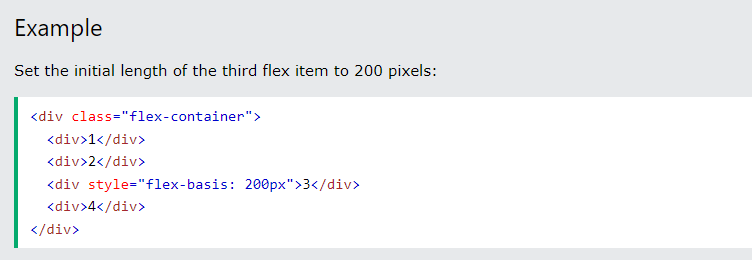 Example
Set the initial length of the third flex item to 200 pixels:
<div class="flex-container">
  <div>1</div>
  <div>2</div>
  <div style="flex-basis: 200px">3</div>
  <div>4</div>
</div>